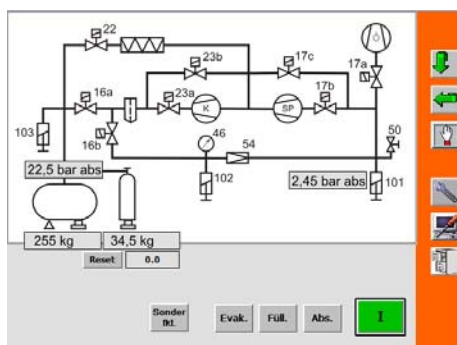 22
23b
17c
17a
16a
23a
K
SP
17b
103
16b
46
54
50
22,5 bar abs
102
2,45 bar abs
101
255 kg
34,5 kg
Reset
0.0
Sonder
fkt.
Evak.
Füll.
Abs.
I